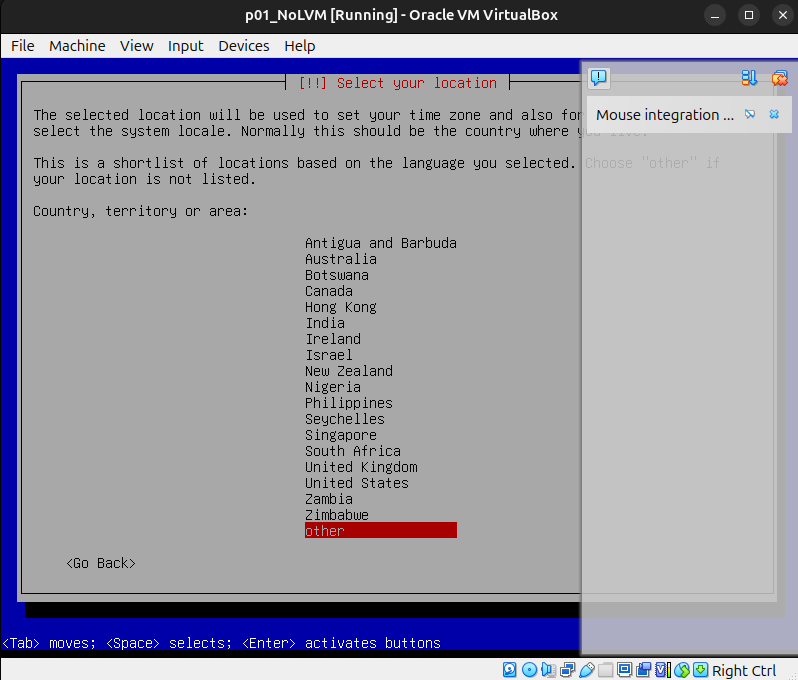 p01_NoLVM [Running] - Oracle VM VirtualBox
File Machine View Input Devices Help
[!!] Select your location
Mouse integration ...
The selected location will be used to set your time zone and also for
select the system locale. Normally this should be the country where you live.
This is a shortlist of locations based on the language you selected. Choose "other" if
your location is not listed.
Country, territory or area:
Antigua and Barbuda
Australia
Botswana
Canada
Hong Kong
India
Ireland
Israel
New Zealand
Nigeria
Philippines
Seychelles
Singapore
South Africa
United Kingdom
United States
Zambia
Zimbabwe
other
<Go Back>
<Tab> moves; <Space> selects; <Enter> activates buttons
Right Ctrl